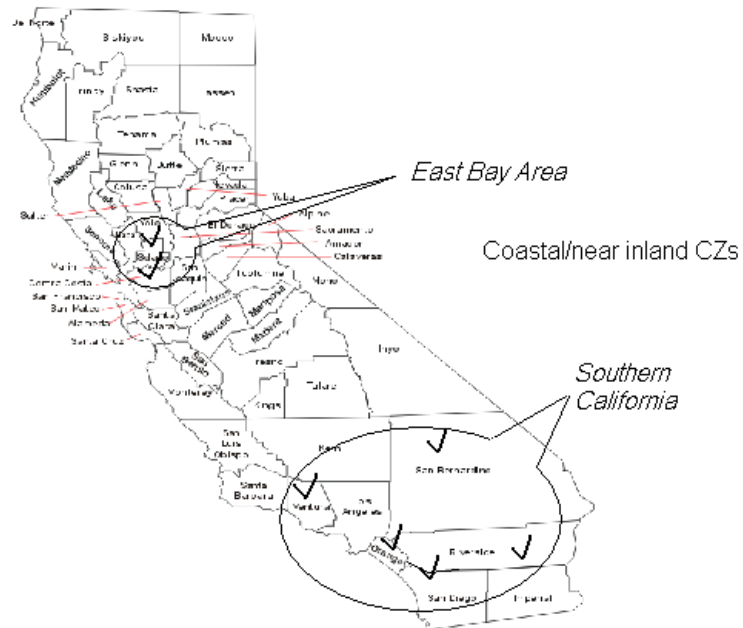 Siskiyou
Modoc
Humboldt
Trinity
Shasta
Lassen
Tehama
Plumas
Glenn
Butte
Sierra
Mendocino
Colusa
Nevada
Lake
Yuba
Sutter
Yolo
El Dorado
Alpine
Sacramento
Amador
Calaveras
East Bay Area
Coastal/near inland CZs
Marin
Contra Costa
San Francisco
San Mateo
Alameda
Santa Cruz
Santa
Clara
Tuolumne
Mono
Stanislaus
Merced
Mariposa
Madera
Inyo
San
Benito
Fresno
Monterey
Kings
Tulare
Southern
California
San
Luis
Obispo
Kern
San Bernardino
Santa
Barbara
Ventura
Los
Angeles
Orange
Riverside
San Diego
Imperial